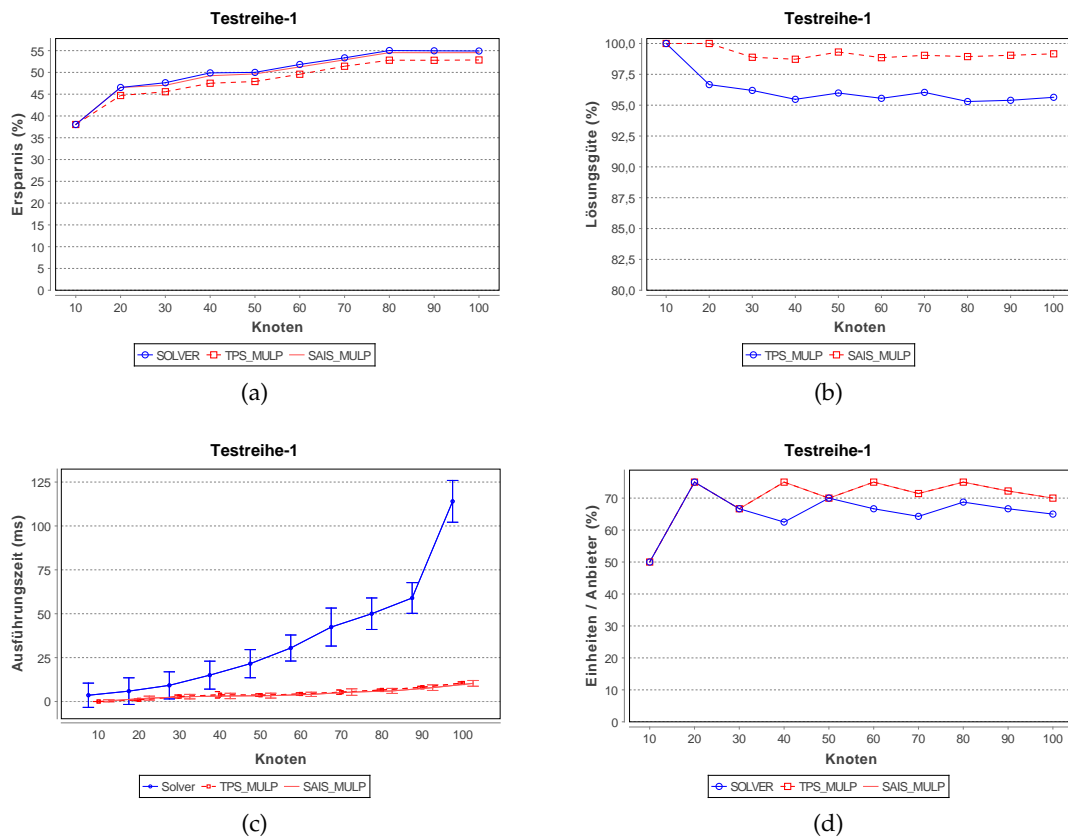 Testreihe-1
Ersparnis (%)
55
50
45
40
35
30
25
20
15
10
5
0
10 20 30 40 50 60 70 80 90 100
Knoten
SOLVER TPS_MULP SAIS_MULP
(a)
Testreihe-1
Lösungsgüte (%)
100,0
97,5
95,0
92,5
90,0
87,5
85,0
82,5
80,0
10 20 30 40 50 60 70 80 90 100
Knoten
TPS_MULP SAIS_MULP
(b)
Testreihe-1
Ausführungszeit (ms)
125
100
75
50
25
0
10 20 30 40 50 60 70 80 90 100
Knoten
Solver TPS_MULP SAIS_MULP
(c)
Testreihe-1
Einheiten / Anbieter (%)
70
60
50
40
30
20
10
0
10 20 30 40 50 60 70 80 90 100
Knoten
SOLVER TPS_MULP SAIS_MULP
(d)